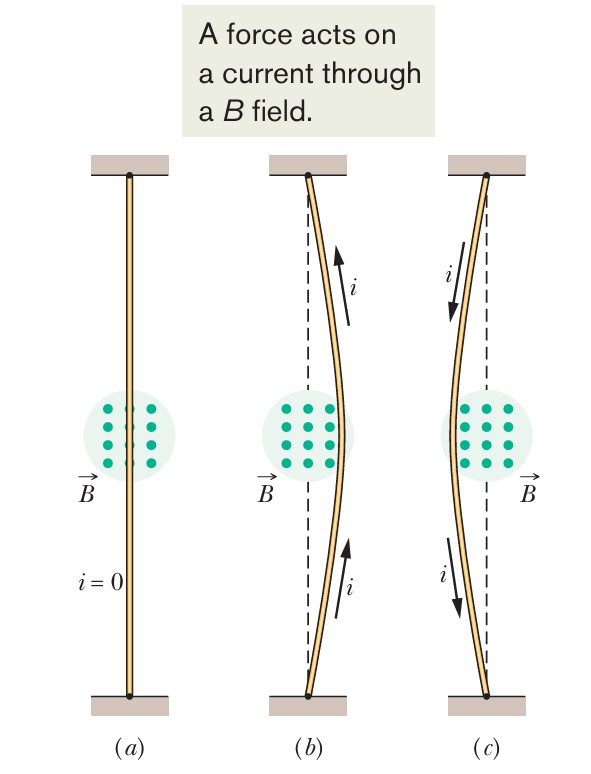 A force acts on
a current through
a B field.
i
i
B⃗
B⃗
B⃗
i = 0
i
i
(a)
(b)
(c)